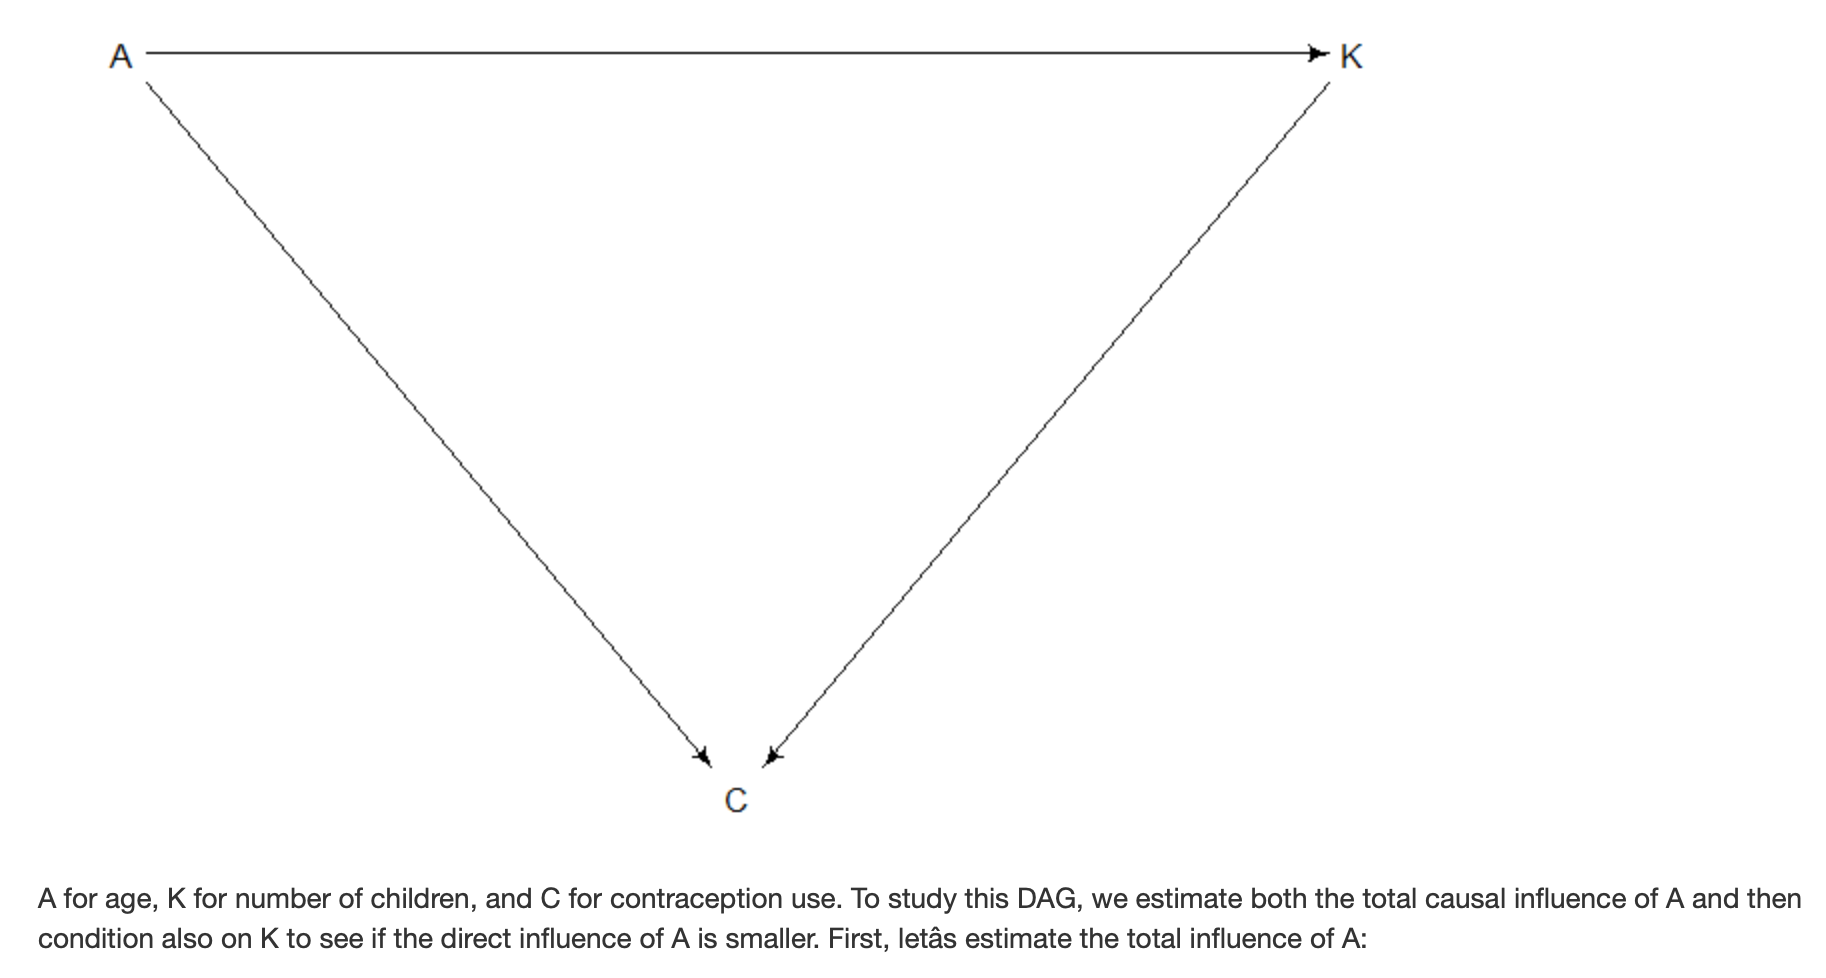 A K
C
A for age, K for number of children, and C for contraception use. To study this DAG, we estimate both the total causal influence of A and then
condition also on K to see if the direct influence of A is smaller. First, letâs estimate the total influence of A: